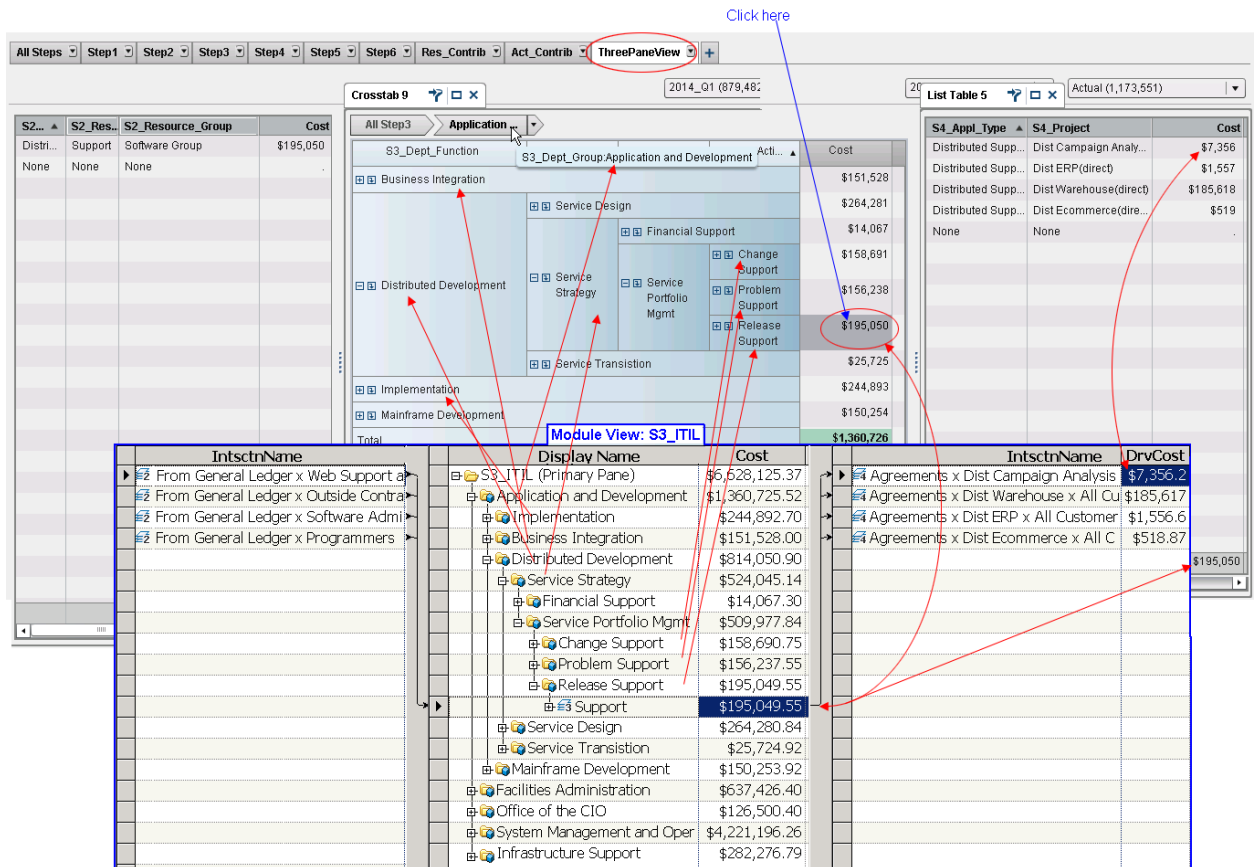 Click here
All Steps Step1 Step2 Step3 Step4 Step5 Step6 Res_Contrib Act_Contrib ThreePaneView +
2014_Q1 (879,482
20
Actual (1,173,551)
S2... S2_Res.. S2_Resource_Group Cost
Distri... Support Software Group $195,050
None None None .
Crosstab 9
All Step3 Application ...
S3_Dept_Group:Application and Development
S3_Dept_Function Acti... Cost
Business Integration $151,528
Service Design $264,281
Financial Support $14,067
Change Support $158,691
Distributed Development Service Strategy Service Portfolio Mgmt Problem Support $156,238
Release Support $195,050
Service Transistion $25,725
Implementation $244,893
Mainframe Development $150,254
Total $1,360,726
List Table 5
S4_Appl_Type S4_Project Cost
Distributed Supp... Dist Campaign Analy... $7,356
Distributed Supp... Dist ERP(direct) $1,557
Distributed Supp... Dist Warehouse(direct) $185,618
Distributed Supp... Dist Ecommerce(dire... $519
None None .
$195,050
Module View: S3_ITIL
IntsctnName
From General Ledger x Web Support a
From General Ledger x Outside Contra
From General Ledger x Software Admi
From General Ledger x Programmers
Display Name Cost
S3_ITIL (Primary Pane) $6,628,125.37
Application and Development $1,360,725.52
Implementation $244,892.70
Business Integration $151,528.00
Distributed Development $814,050.90
Service Strategy $524,045.14
Financial Support $14,067.30
Service Portfolio Mgmt $509,977.84
Change Support $158,690.75
Problem Support $156,237.55
Release Support $195,049.55
Support $195,049.55
Service Design $264,280.84
Service Transistion $25,724.92
Mainframe Development $150,253.92
Facilities Administration $637,426.40
Office of the CIO $126,500.40
System Management and Oper $4,221,196.26
Infrastructure Support $282,276.79
IntsctnName DrvCost
Agreements x Dist Campaign Analysis $7,356.2
Agreements x Dist Warehouse x All Cu $185,617
Agreements x Dist ERP x All Customer $1,556.6
Agreements x Dist Ecommerce x All C $518.87